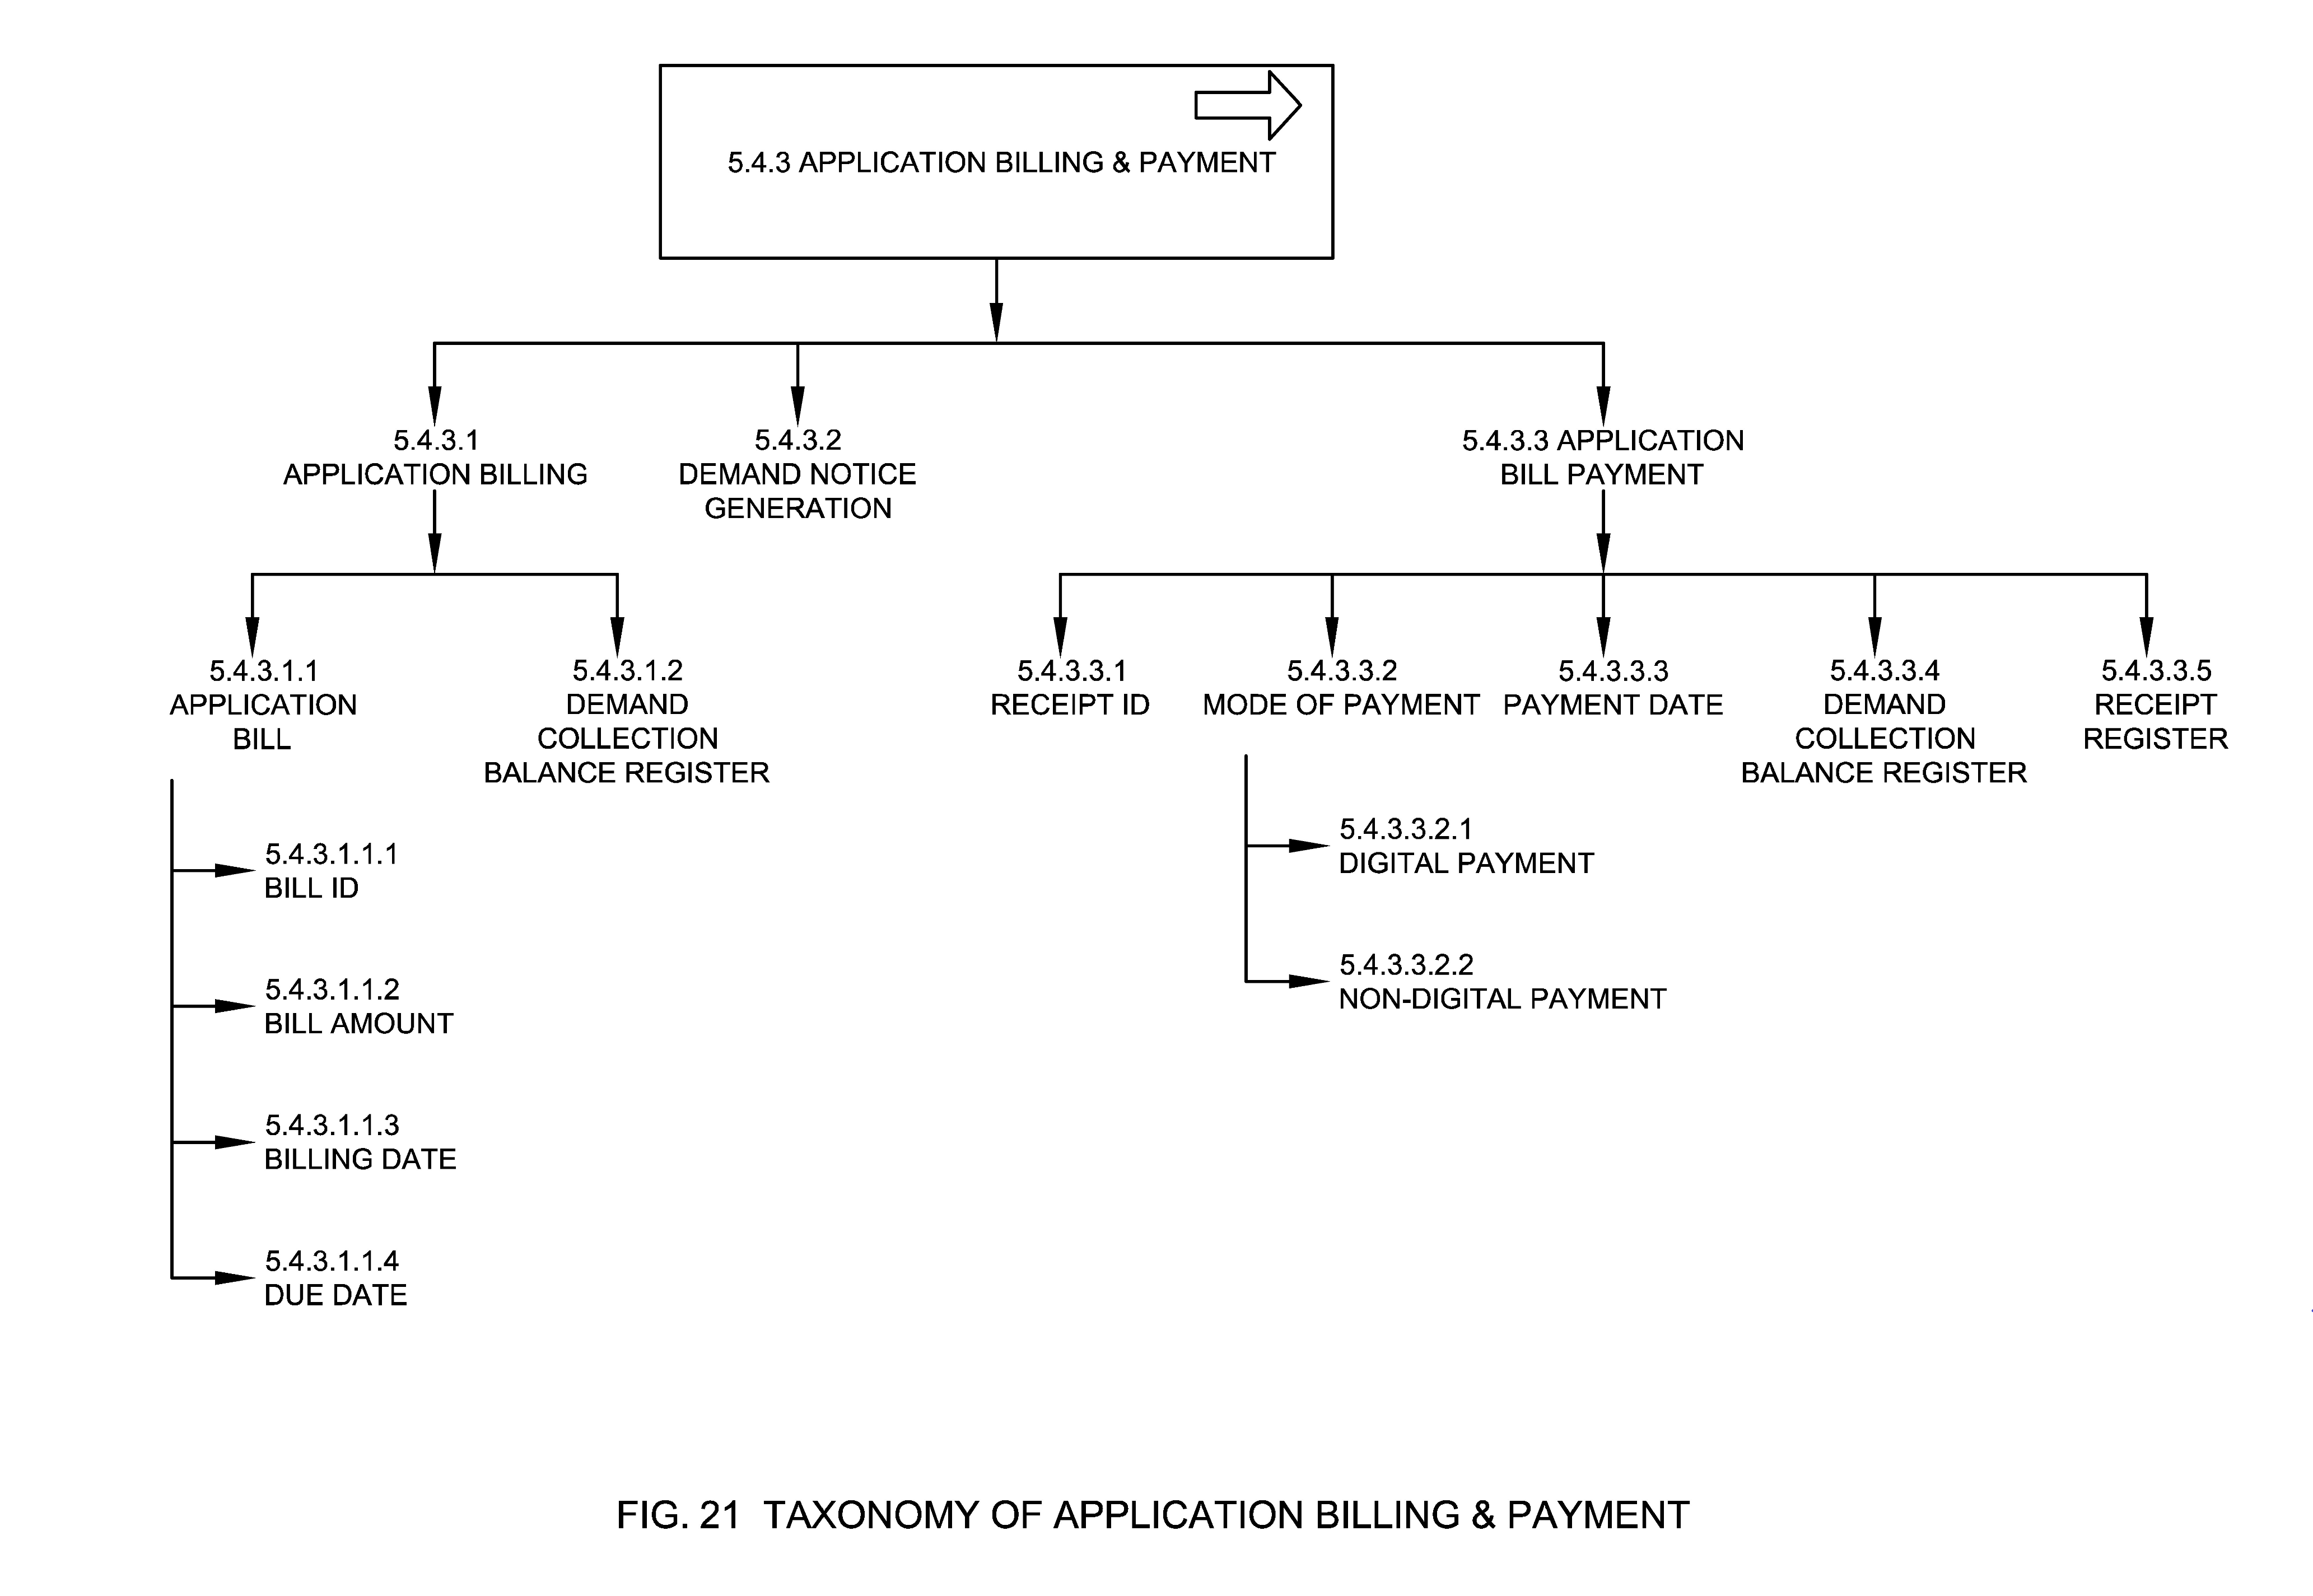 5.4.3 APPLICATION BILLING & PAYMENT
5.4.3.1
APPLICATION BILLING
5.4.3.2
DEMAND NOTICE
GENERATION
5.4.3.3 APPLICATION
BILL PAYMENT
5.4.3.1.1
APPLICATION
BILL
5.4.3.1.2
DEMAND
COLLECTION
BALANCE REGISTER
5.4.3.3.1
RECEIPT ID
5.4.3.3.2
MODE OF PAYMENT
5.4.3.3.3
PAYMENT DATE
5.4.3.3.4
DEMAND
COLLECTION
BALANCE REGISTER
5.4.3.3.5
RECEIPT
REGISTER
5.4.3.1.1.1
BILL ID
5.4.3.1.1.2
BILL AMOUNT
5.4.3.1.1.3
BILLING DATE
5.4.3.1.1.4
DUE DATE
5.4.3.3.2.1
DIGITAL PAYMENT
5.4.3.3.2.2
NON-DIGITAL PAYMENT
FIG. 21 TAXONOMY OF APPLICATION BILLING & PAYMENT